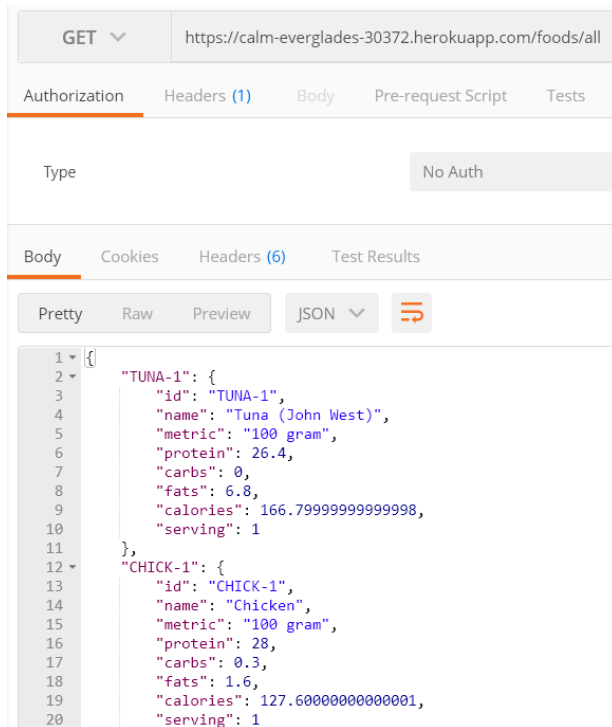 GET https://calm-everglades-30372.herokuapp.com/foods/all
Authorization Headers (1) Body Pre-request Script Tests
Type No Auth
Body Cookies Headers (6) Test Results
Pretty Raw Preview JSON
1 {
2 "TUNA-1": {
3 "id": "TUNA-1",
4 "name": "Tuna (John West)",
5 "metric": "100 gram",
6 "protein": 26.4,
7 "carbs": 0,
8 "fats": 6.8,
9 "calories": 166.79999999999998,
10 "serving": 1
11 },
12 "CHICK-1": {
13 "id": "CHICK-1",
14 "name": "Chicken",
15 "metric": "100 gram",
16 "protein": 28,
17 "carbs": 0.3,
18 "fats": 1.6,
19 "calories": 127.60000000000001,
20 "serving": 1